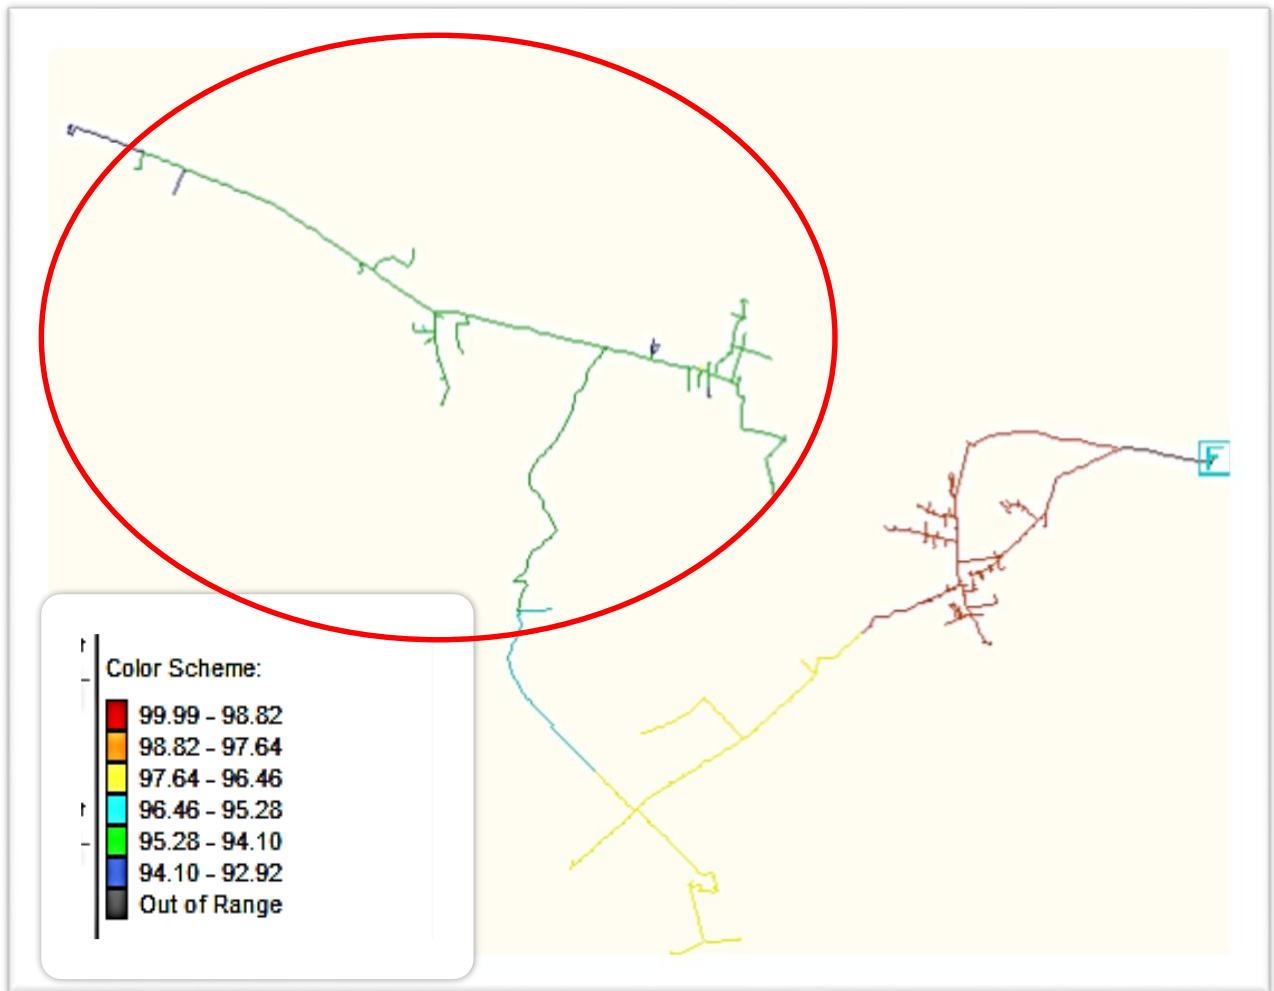 F
Color Scheme:
99.99 - 98.82
98.82 - 97.64
97.64 - 96.46
96.46 - 95.28
95.28 - 94.10
94.10 - 92.92
Out of Range